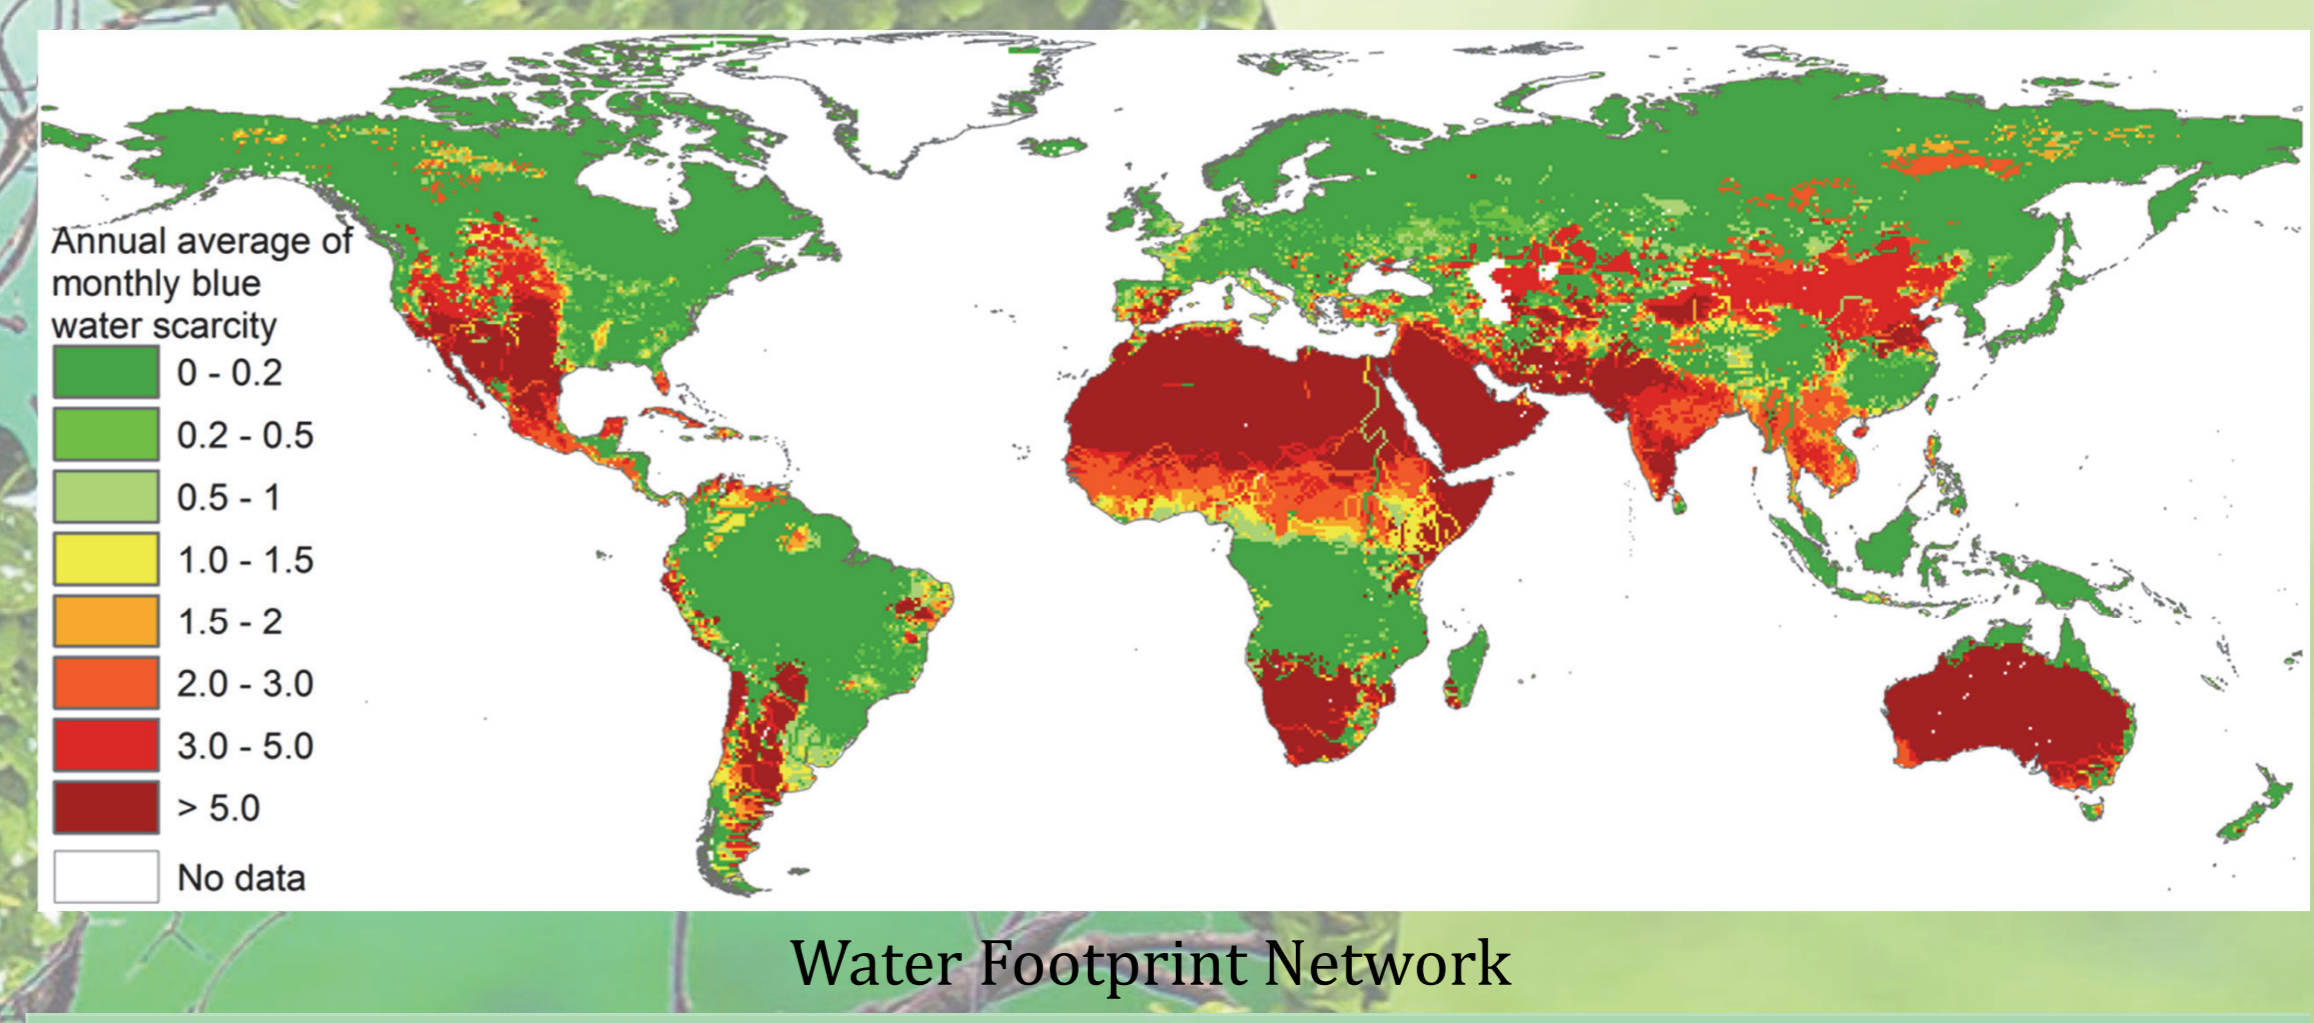 Annual average of
monthly blue
water scarcity
0 - 0.2
0.2 - 0.5
0.5 - 1
1.0 - 1.5
1.5 - 2
2.0 - 3.0
3.0 - 5.0
> 5.0
No data
Water Footprint Network